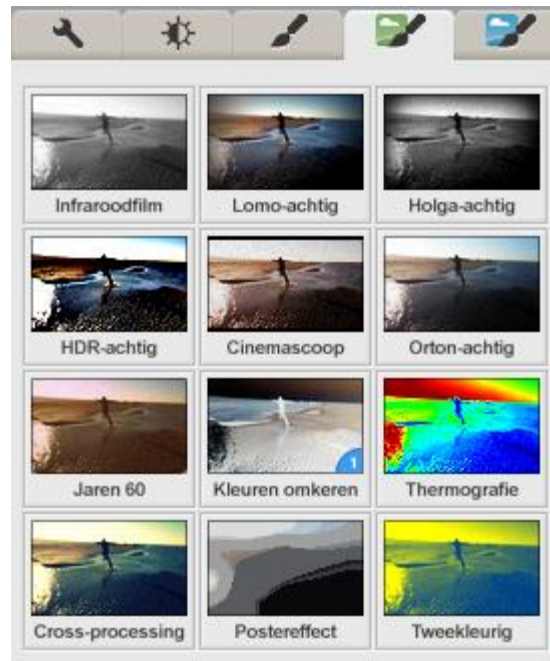 Infraroodfilm
Lomo-achtig
Holga-achtig
HDR-achtig
Cinemascoop
Orton-achtig
Jaren 60
1
Kleuren omkeren
Thermografie
Cross-processing
Postereffect
Tweekleurig